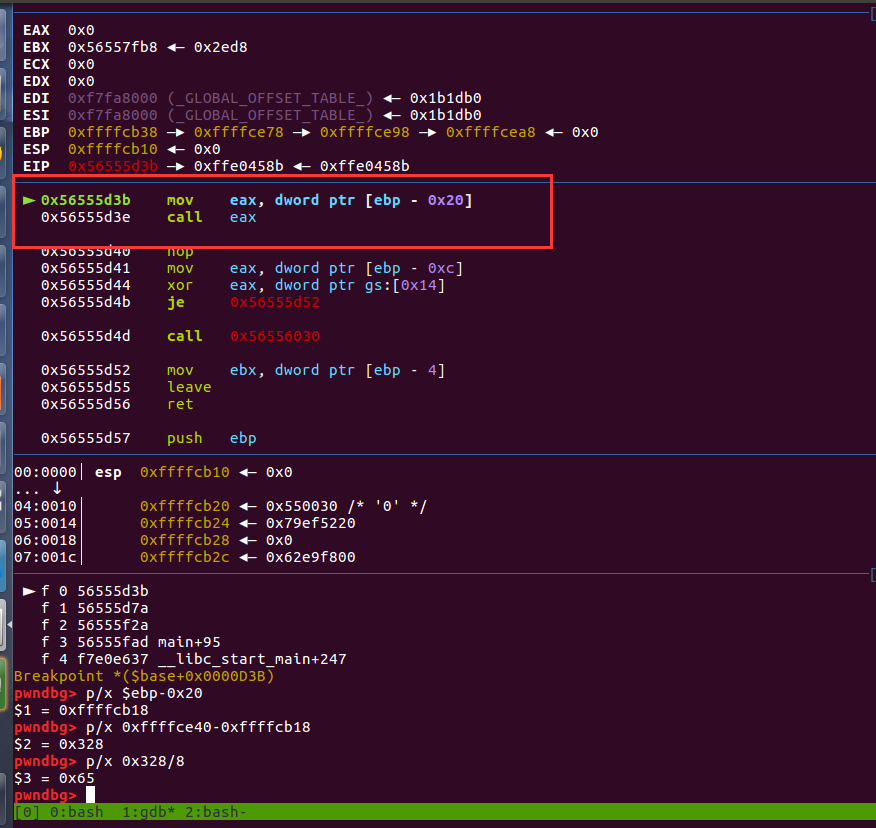 EAX 0x0
EBX 0x56557fb8 ◂— 0x2ed8
ECX 0x0
EDX 0x0
EDI 0xf7fa8000 (_GLOBAL_OFFSET_TABLE_) ◂— 0x1b1db0
ESI 0xf7fa8000 (_GLOBAL_OFFSET_TABLE_) ◂— 0x1b1db0
EBP 0xffffcb38 —▸ 0xffffce78 —▸ 0xffffce98 —▸ 0xffffcea8 ◂— 0x0
ESP 0xffffcb10 ◂— 0x0
EIP 0x56555d3b —▸ 0xffe0458b ◂— 0xffe0458b
► 0x56555d3b mov eax, dword ptr [ebp - 0x20]
0x56555d3e call eax
0x56555d40 nop
0x56555d41 mov eax, dword ptr [ebp - 0xc]
0x56555d44 xor eax, dword ptr gs:[0x14]
0x56555d4b je 0x56555d52
0x56555d4d call 0x56556030
0x56555d52 mov ebx, dword ptr [ebp - 4]
0x56555d55 leave
0x56555d56 ret
0x56555d57 push ebp
00:0000│ esp 0xffffcb10 ◂— 0x0
... ↓
04:0010│ 0xffffcb20 ◂— 0x550030 /* '0' */
05:0014│ 0xffffcb24 ◂— 0x79ef5220
06:0018│ 0xffffcb28 ◂— 0x0
07:001c│ 0xffffcb2c ◂— 0x62e9f800
► f 0 56555d3b
f 1 56555d7a
f 2 56555f2a
f 3 56555fad main+95
f 4 f7e0e637 __libc_start_main+247
Breakpoint *($base+0x0000D3B)
pwndbg> p/x $ebp-0x20
$1 = 0xffffcb18
pwndbg> p/x 0xffffce40-0xffffcb18
$2 = 0x328
pwndbg> p/x 0x328/8
$3 = 0x65
pwndbg>
[0] 0:bash 1:gdb* 2:bash-